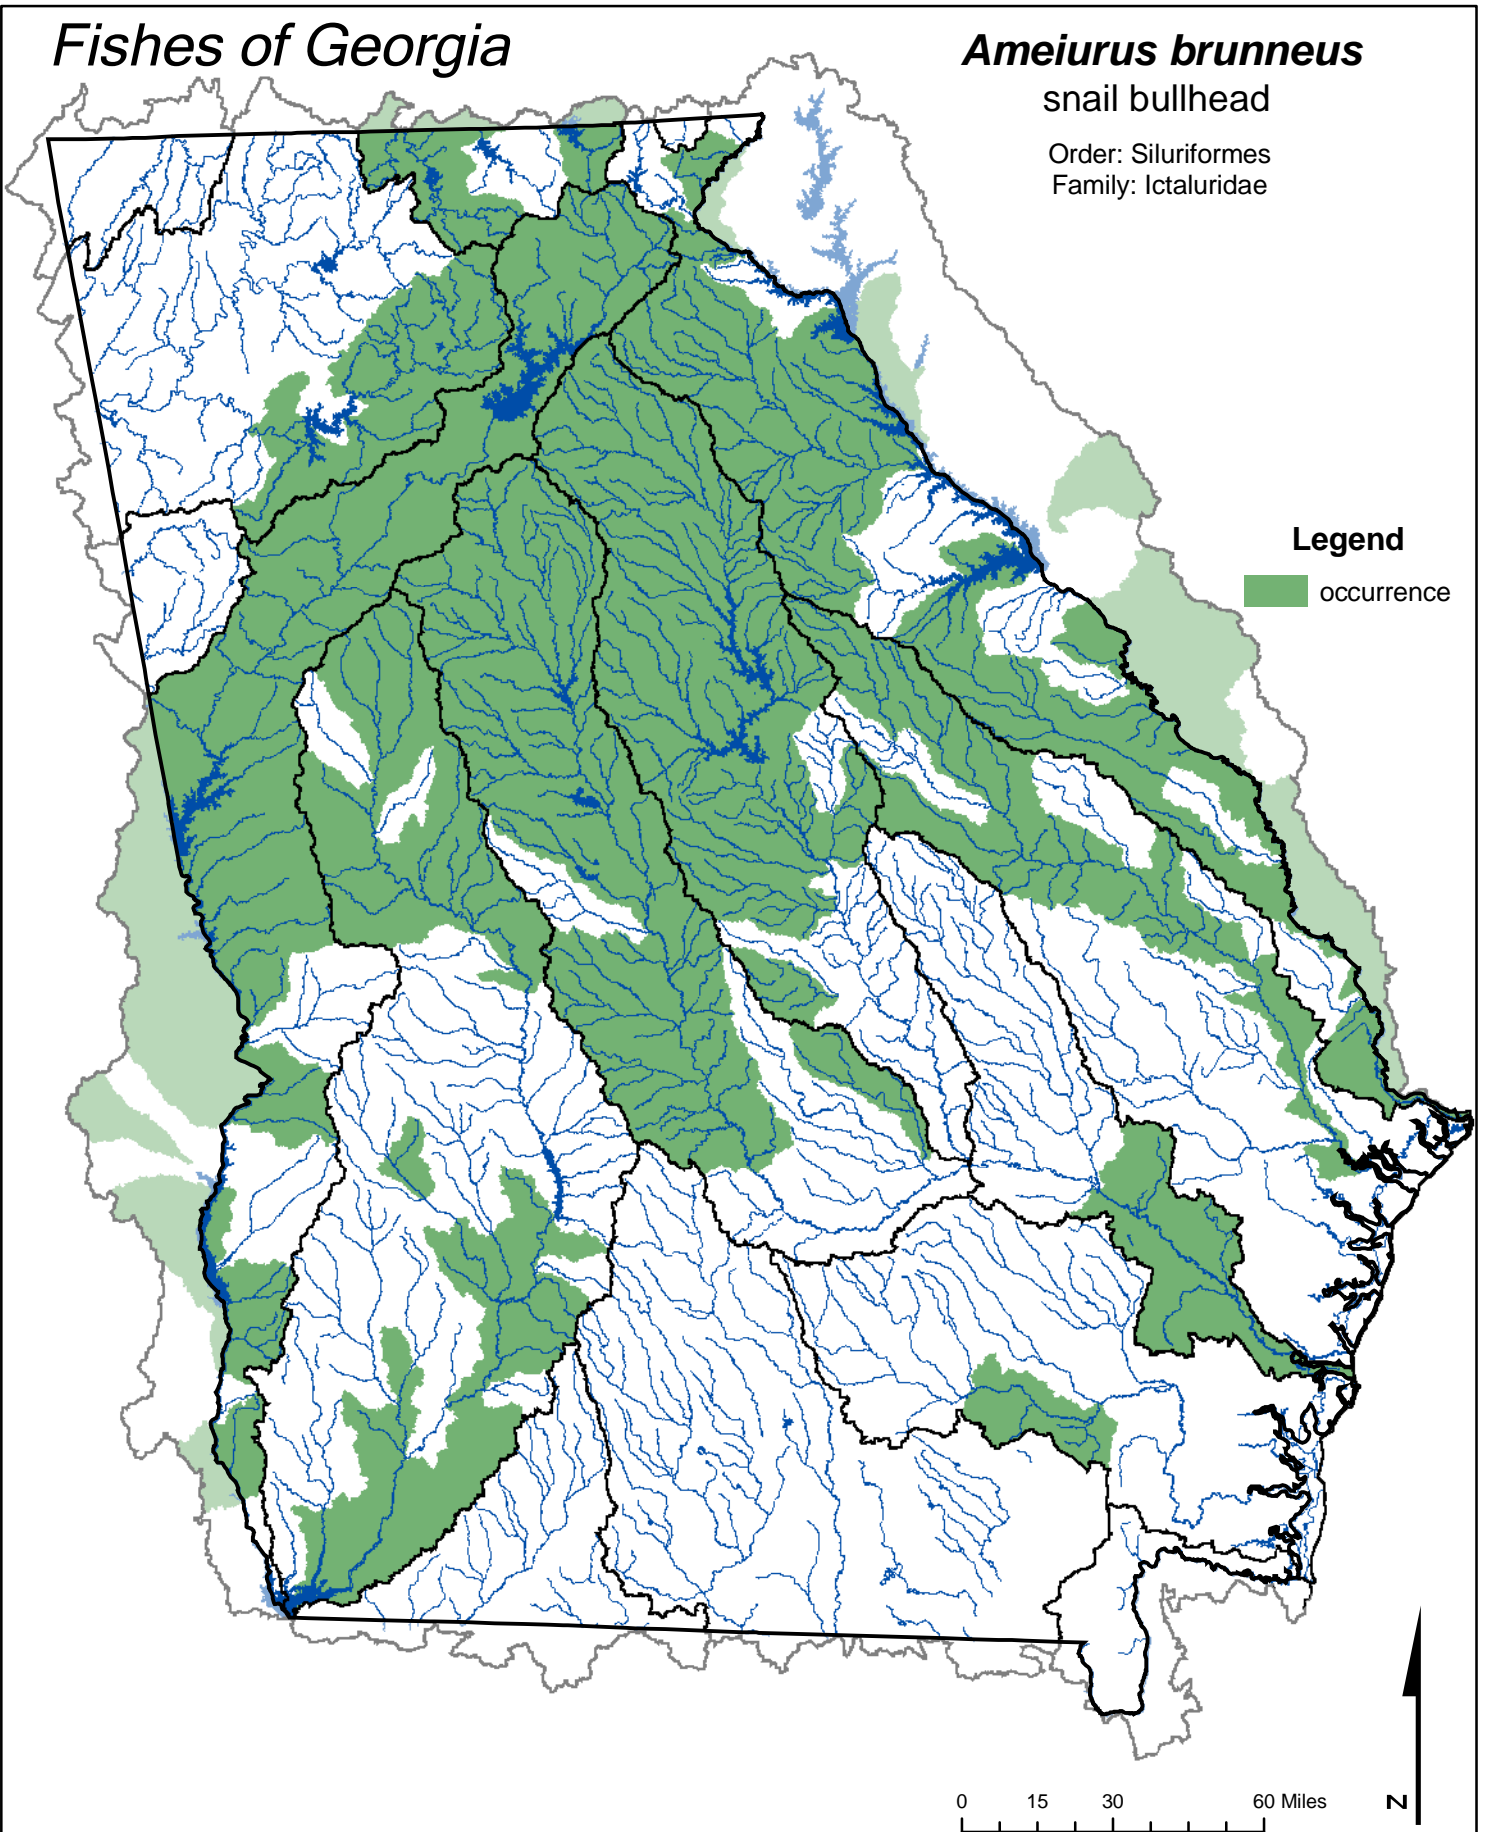 Fishes of Georgia
Ameiurus brunneus
snail bullhead
Order: Siluriformes
Family: Ictaluridae
Legend
occurrence
0 15 30 60 Miles
N